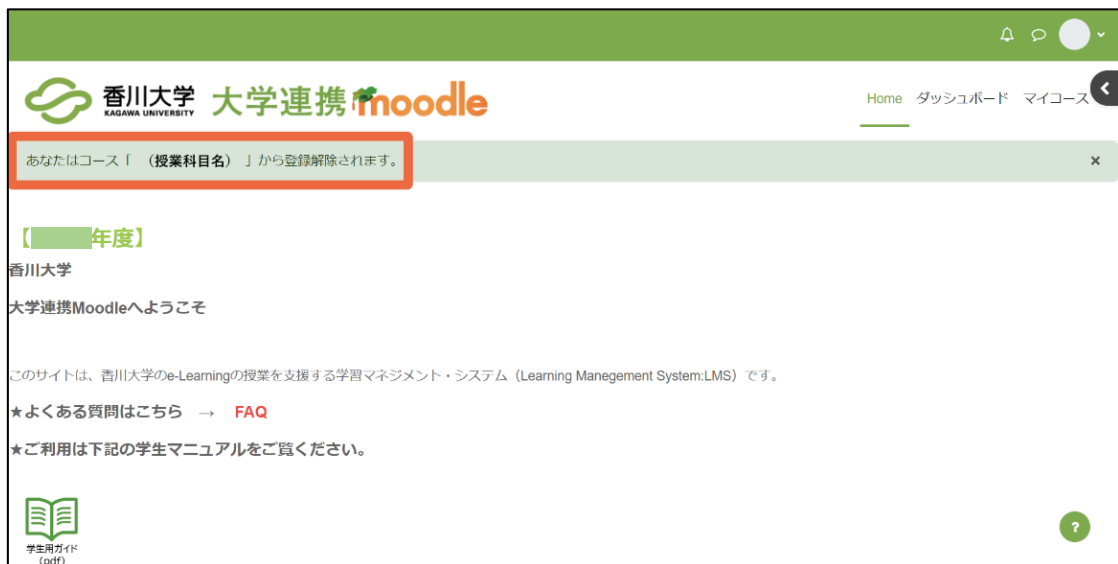 香川大学 大学連携 moodle
KAGAWA UNIVERSITY
Home ダッシュボード マイコース
あなたはコース「 （授業科目名） 」から登録解除されます。 ×
【 年度】
香川大学
大学連携Moodleへようこそ
このサイトは、香川大学のe-Learningの授業を支援する学習マネジメント・システム（Learning Manegement System:LMS）です。
★よくある質問はこちら → FAQ
★ご利用は下記の学生マニュアルをご覧ください。
?
学生用ガイド
(pdf)